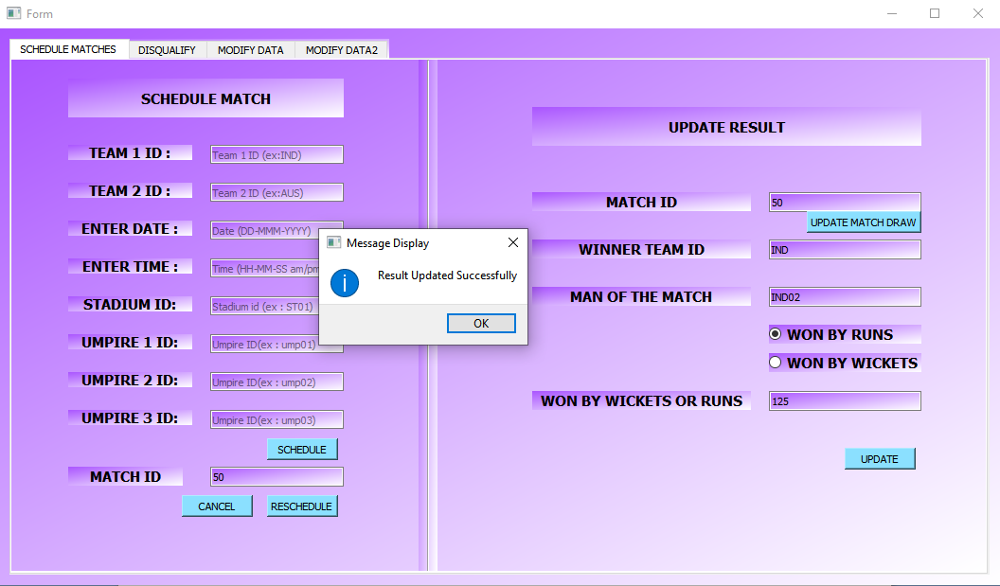 Form
SCHEDULE MATCHES DISQUALIFY MODIFY DATA MODIFY DATA2
SCHEDULE MATCH
TEAM 1 ID : Team 1 ID (ex:IND)
TEAM 2 ID : Team 2 ID (ex:AUS)
ENTER DATE : Date (DD-MMM-YYYY)
ENTER TIME : Time (HH-MM-SS am/pm
STADIUM ID: Stadium id (ex : ST01)
UMPIRE 1 ID: Umpire ID(ex : ump01)
UMPIRE 2 ID: Umpire ID(ex : ump02)
UMPIRE 3 ID: Umpire ID(ex : ump03)
SCHEDULE
MATCH ID 50
CANCEL RESCHEDULE
Message Display
Result Updated Successfully
OK
UPDATE RESULT
MATCH ID 50
UPDATE MATCH DRAW
WINNER TEAM ID IND
MAN OF THE MATCH IND02
WON BY RUNS
WON BY WICKETS
WON BY WICKETS OR RUNS 125
UPDATE